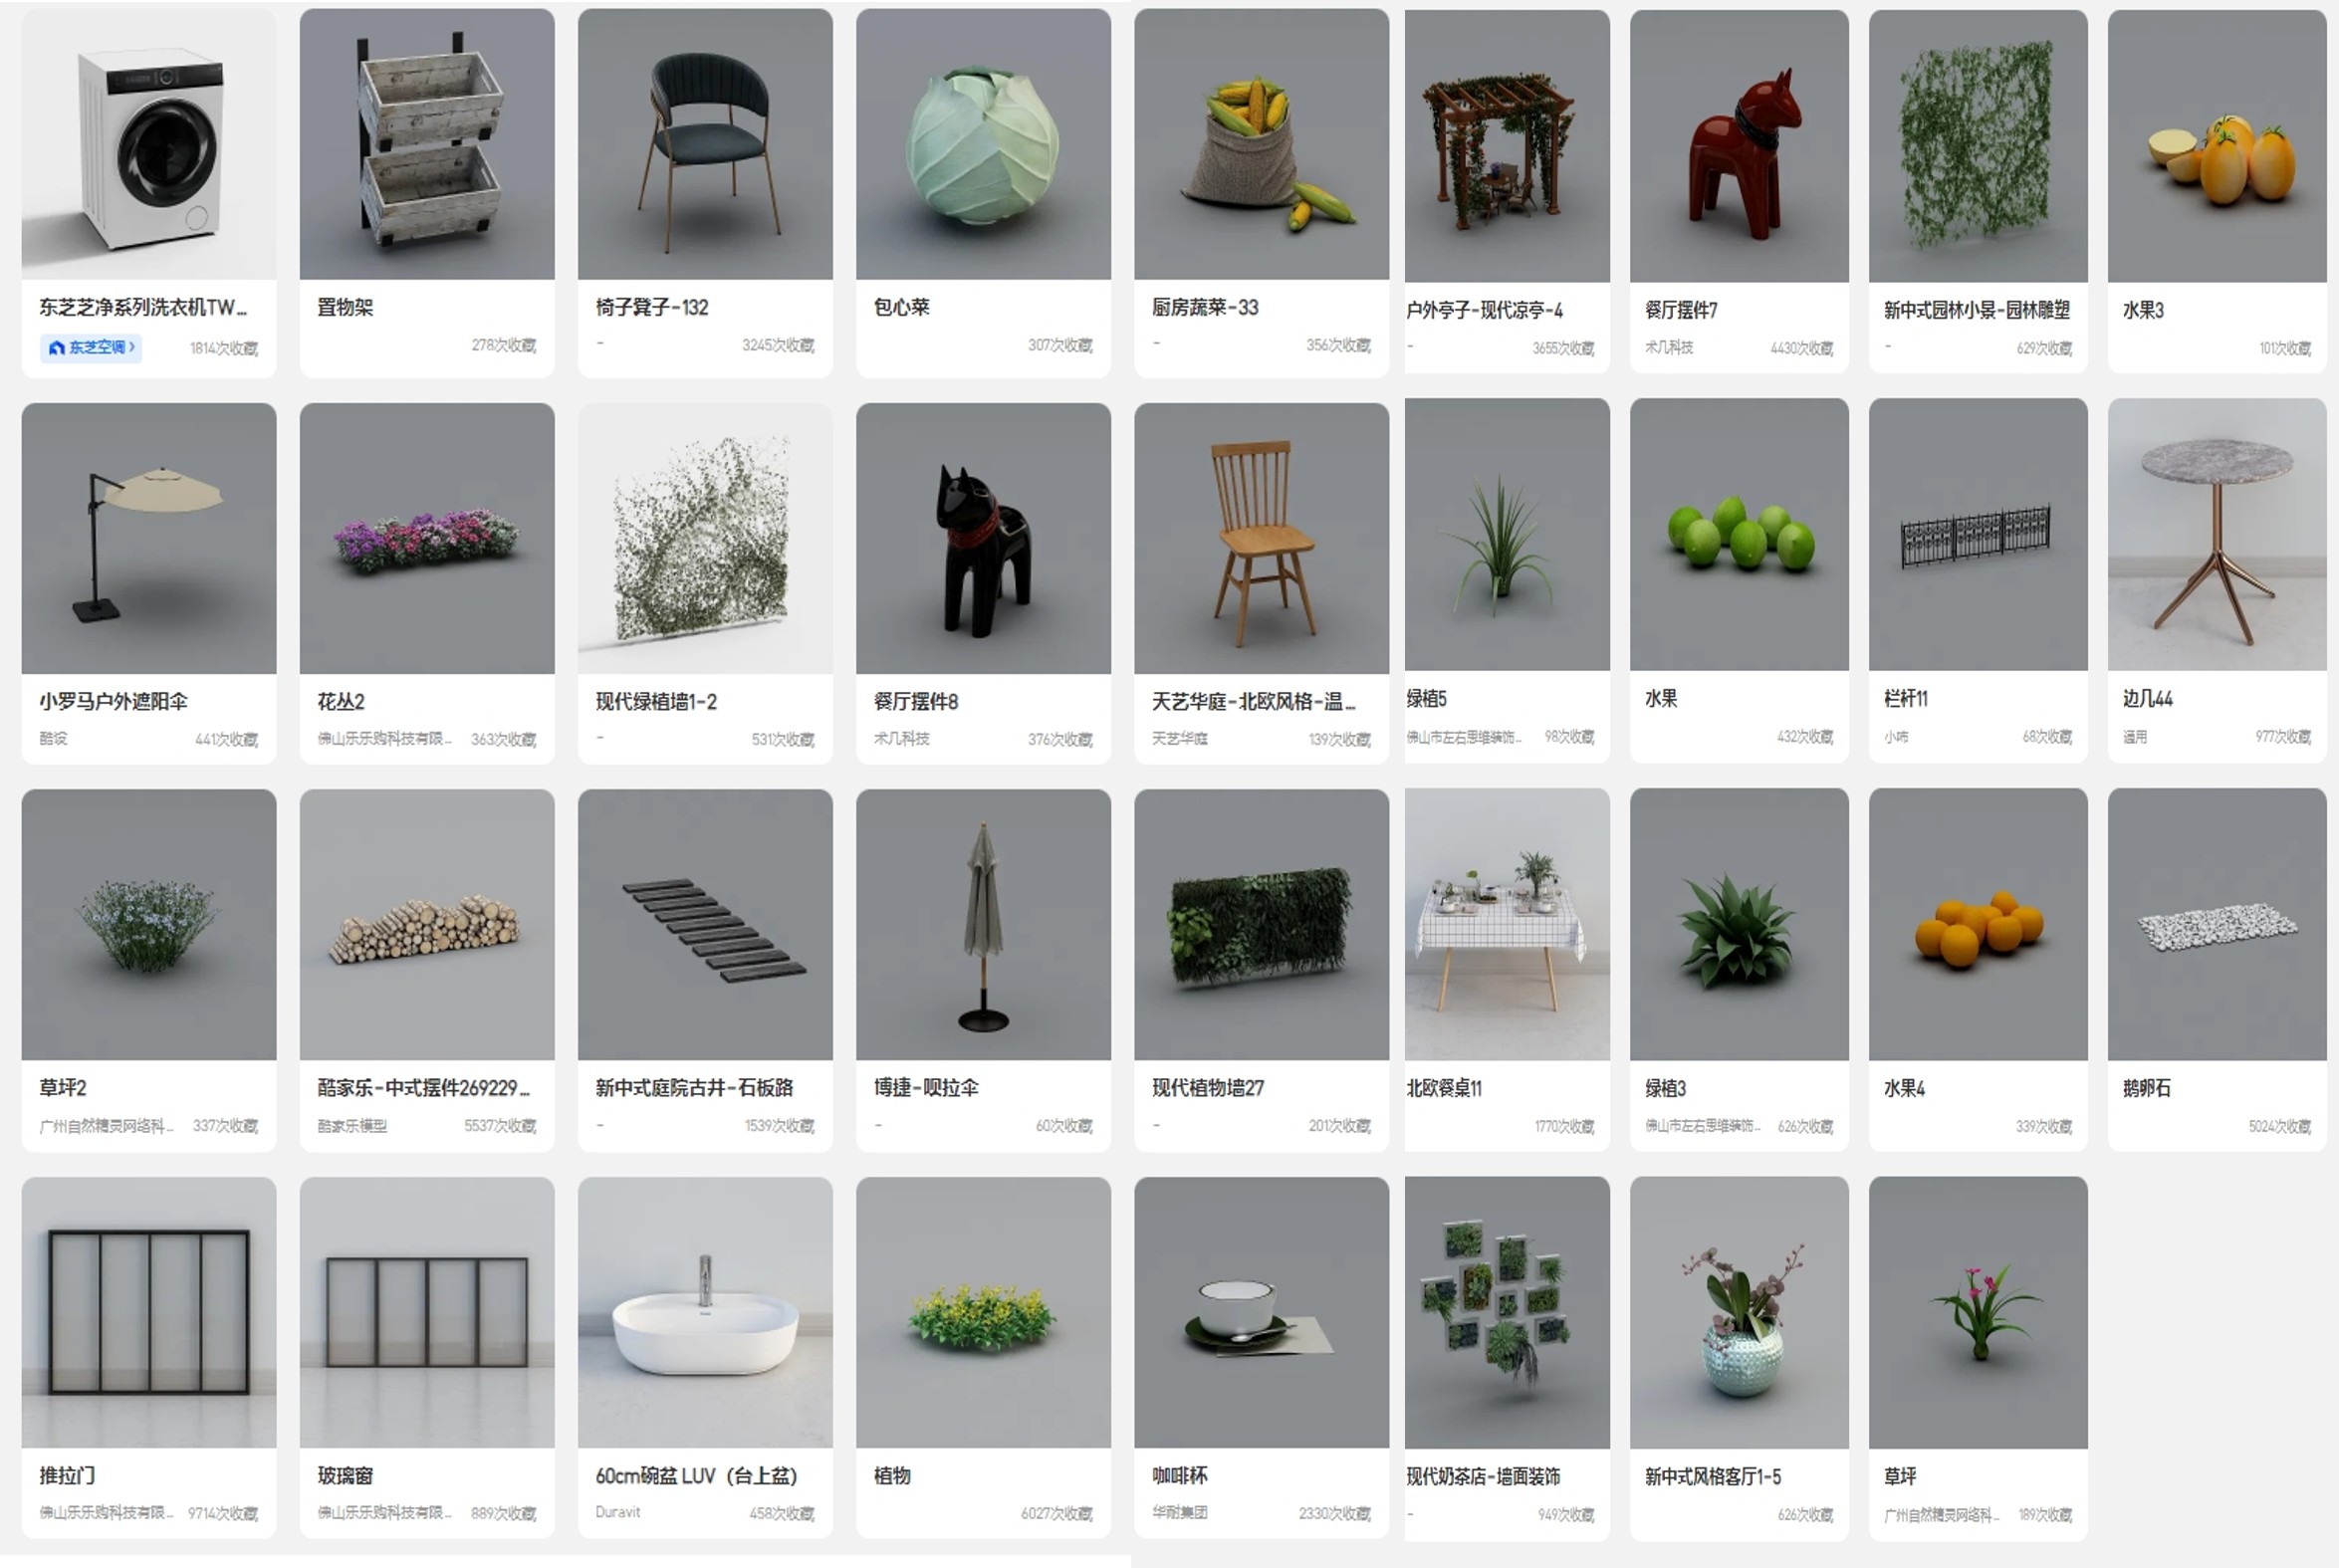 东芝芝净系列洗衣机TW...
东芝空调 ›
1814次收藏
置物架
278次收藏
椅子凳子-132
-
3245次收藏
包心菜
307次收藏
厨房蔬菜-33
-
356次收藏
户外亭子-现代凉亭-4
-
3655次收藏
餐厅摆件7
术几科技
4430次收藏
新中式园林小景-园林雕塑
-
629次收藏
水果3
101次收藏
小罗马户外遮阳伞
酷设
441次收藏
花丛2
佛山乐乐购科技有限...
363次收藏
现代绿植墙1-2
-
531次收藏
餐厅摆件8
术几科技
376次收藏
天艺华庭-北欧风格-温...
天艺华庭
139次收藏
绿植5
佛山市左右思维装饰...
98次收藏
水果
432次收藏
栏杆11
小咘
68次收藏
边几44
通用
977次收藏
草坪2
广州自然精灵网络科...
337次收藏
酷家乐-中式摆件269229...
酷家乐模型
5537次收藏
新中式庭院古井-石板路
-
1539次收藏
博捷-呗拉伞
-
60次收藏
现代植物墙27
-
201次收藏
北欧餐桌11
1770次收藏
绿植3
佛山市左右思维装饰...
626次收藏
水果4
339次收藏
鹅卵石
5024次收藏
推拉门
佛山乐乐购科技有限...
9714次收藏
玻璃窗
佛山乐乐购科技有限...
889次收藏
60cm碗盆 LUV（台上盆）
Duravit
458次收藏
植物
6027次收藏
咖啡杯
华耐集团
2330次收藏
现代奶茶店-墙面装饰
-
949次收藏
新中式风格客厅1-5
626次收藏
草坪
广州自然精灵网络科...
189次收藏